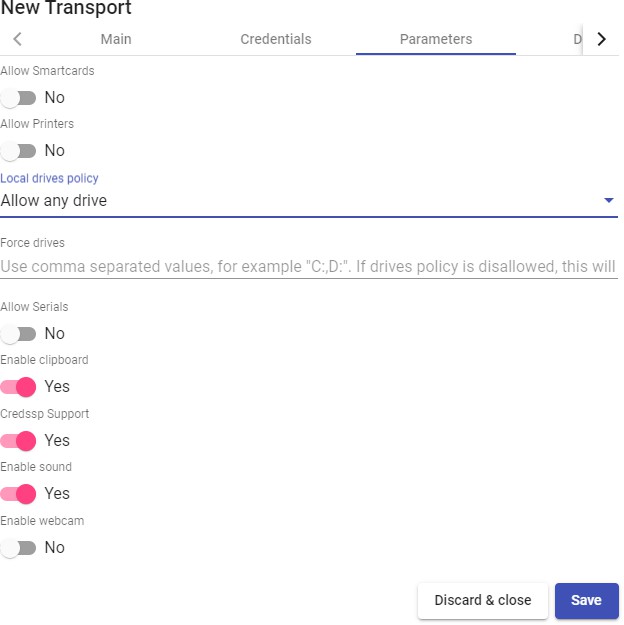 New Transport
Main Credentials Parameters D
Allow Smartcards
No
Allow Printers
No
Local drives policy
Allow any drive
Force drives
Use comma separated values, for example "C:,D:". If drives policy is disallowed, this will
Allow Serials
No
Enable clipboard
Yes
Credssp Support
Yes
Enable sound
Yes
Enable webcam
No
Discard & close Save